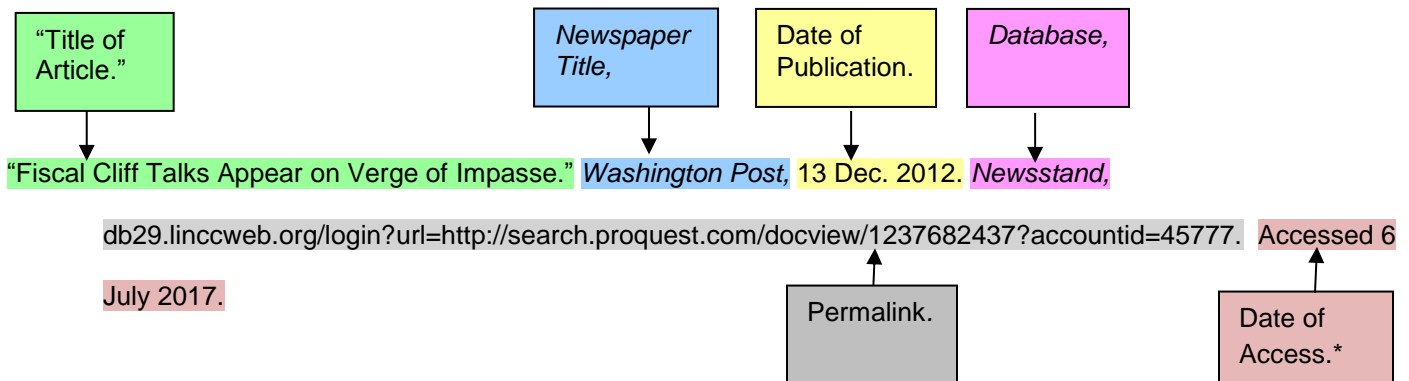 “Title of
Article.”
Newspaper
Title,
Date of
Publication.
Database,
“Fiscal Cliff Talks Appear on Verge of Impasse.” Washington Post, 13 Dec. 2012. Newsstand,
db29.linccweb.org/login?url=http://search.proquest.com/docview/1237682437?accountid=45777. Accessed 6
July 2017.
Permalink.
Date of
Access.*